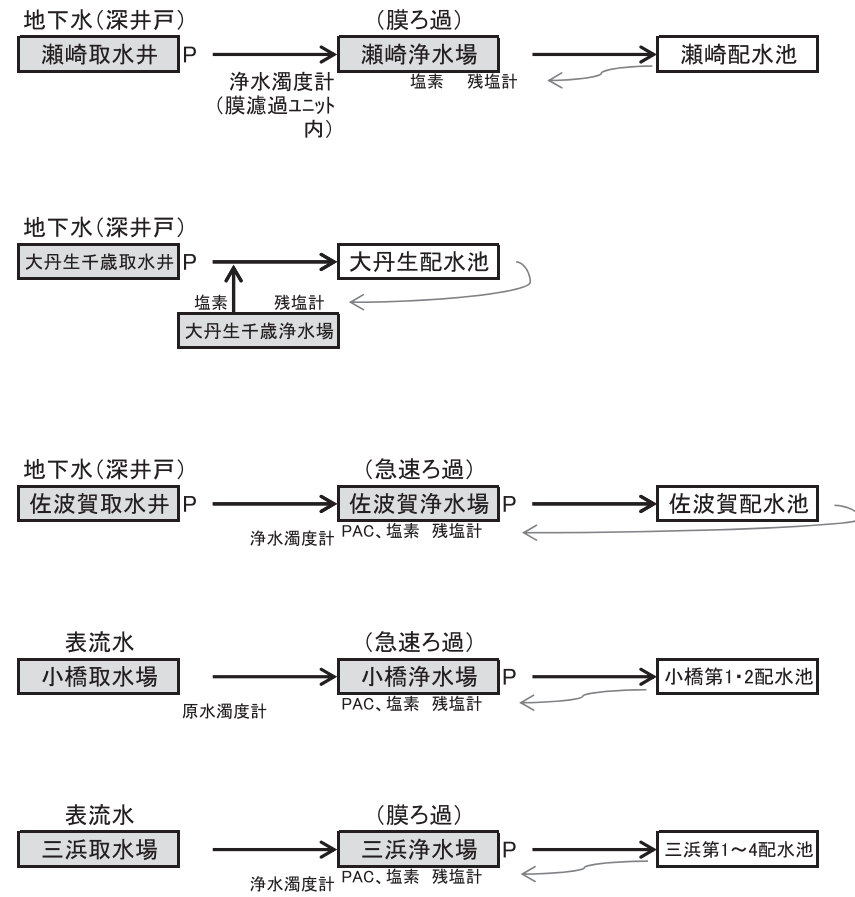 地下水（深井戸）
（膜ろ過）
瀬崎取水井 P
瀬崎浄水場
瀬崎配水池
浄水濁度計
（膜濾過ﾕﾆｯﾄ
内）
塩素 残塩計
地下水（深井戸）
大丹生千歳取水井 P
大丹生配水池
塩素 残塩計
大丹生千歳浄水場
地下水（深井戸）
（急速ろ過）
佐波賀取水井 P
佐波賀浄水場 P
佐波賀配水池
浄水濁度計
PAC、塩素 残塩計
表流水
（急速ろ過）
小橋取水場
小橋浄水場 P
小橋第1・2配水池
原水濁度計
PAC、塩素 残塩計
表流水
（膜ろ過）
三浜取水場
三浜浄水場 P
三浜第1～4配水池
浄水濁度計
PAC、塩素 残塩計